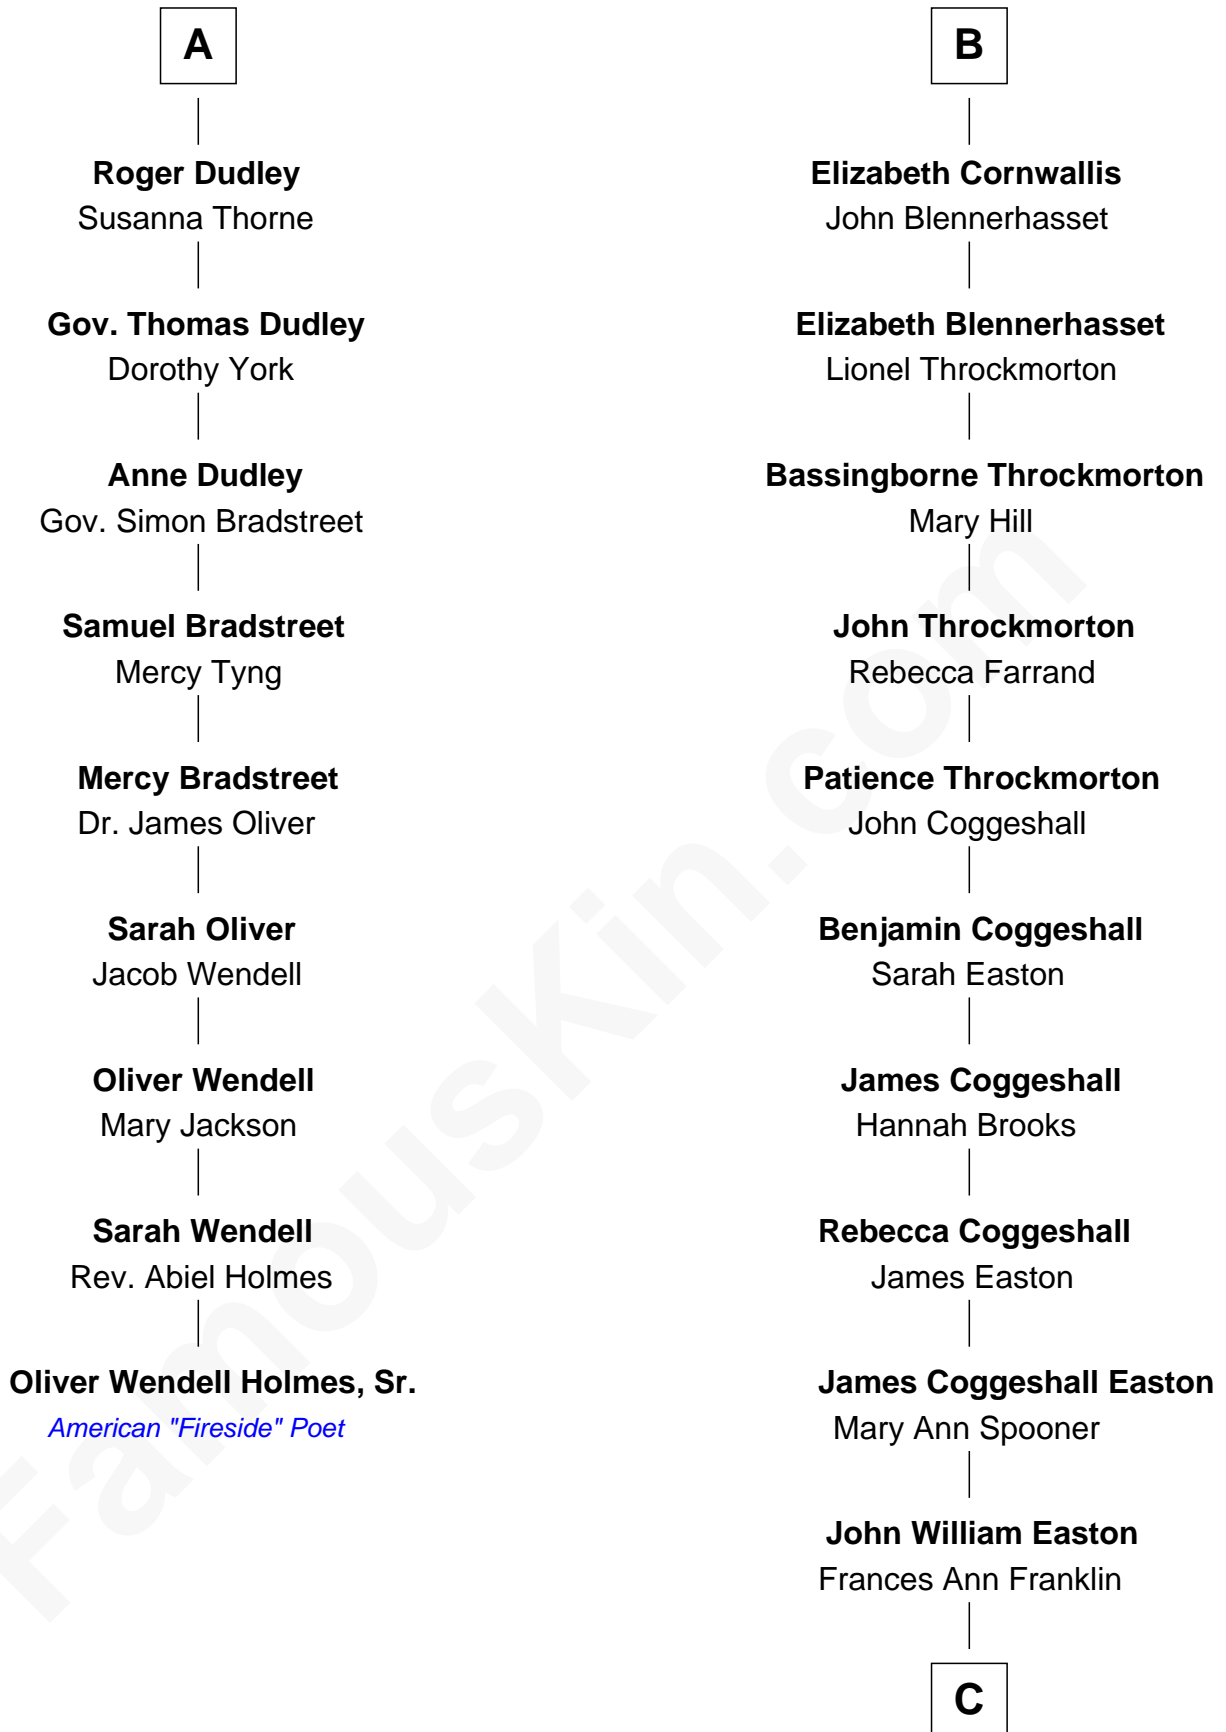 A
Roger Dudley
Susanna Thorne
Gov. Thomas Dudley
Dorothy York
Anne Dudley
Gov. Simon Bradstreet
Samuel Bradstreet
Mercy Tyng
Mercy Bradstreet
Dr. James Oliver
Sarah Oliver
Jacob Wendell
Oliver Wendell
Mary Jackson
Sarah Wendell
Rev. Abiel Holmes
Oliver Wendell Holmes, Sr.
American "Fireside" Poet
B
Elizabeth Cornwallis
John Blennerhasset
Elizabeth Blennerhasset
Lionel Throckmorton
Bassingborne Throckmorton
Mary Hill
John Throckmorton
Rebecca Farrand
Patience Throckmorton
John Coggeshall
Benjamin Coggeshall
Sarah Easton
James Coggeshall
Hannah Brooks
Rebecca Coggeshall
James Easton
James Coggeshall Easton
Mary Ann Spooner
John William Easton
Frances Ann Franklin
C
FamousKin.com